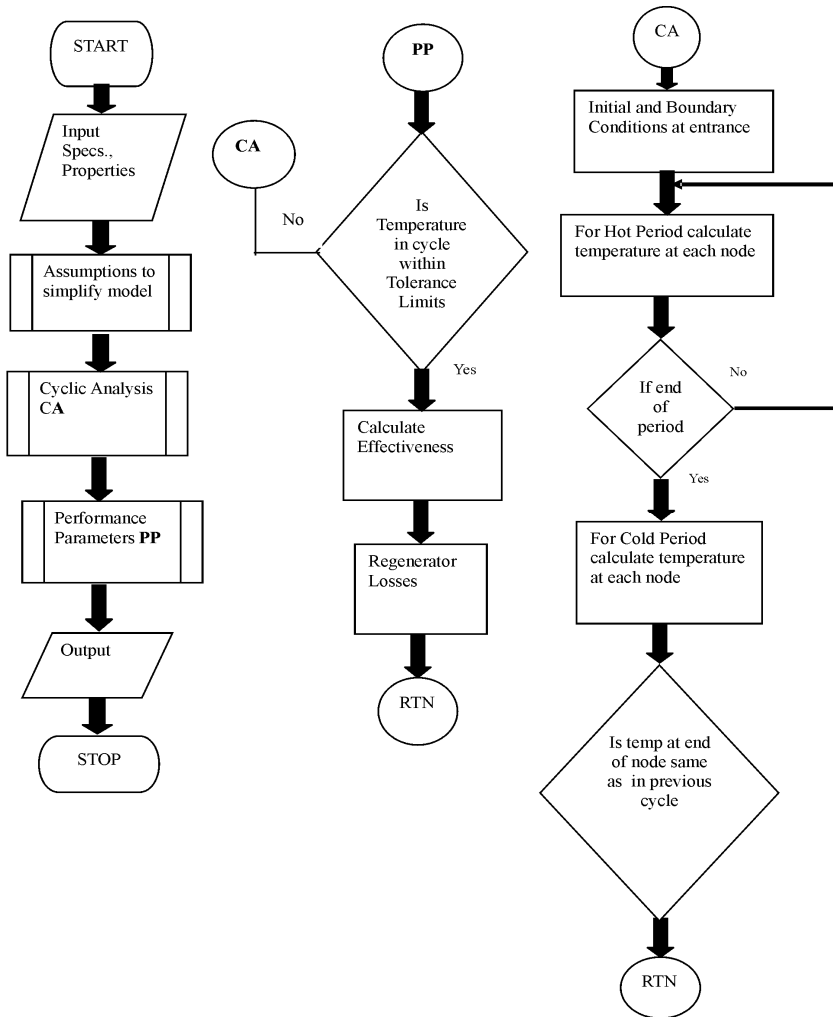 START
Input
Specs.,
Properties
Assumptions to
simplify model
Cyclic Analysis
CA
Performance
Parameters PP
Output
STOP
PP
CA
No
Is
Temperature
in cycle
within
Tolerance
Limits
Yes
Calculate
Effectiveness
Regenerator
Losses
RTN
CA
Initial and Boundary
Conditions at entrance
For Hot Period calculate
temperature at each node
No
If end
of
period
Yes
For Cold Period
calculate temperature
at each node
Is temp at end
of node same
as in previous
cycle
RTN